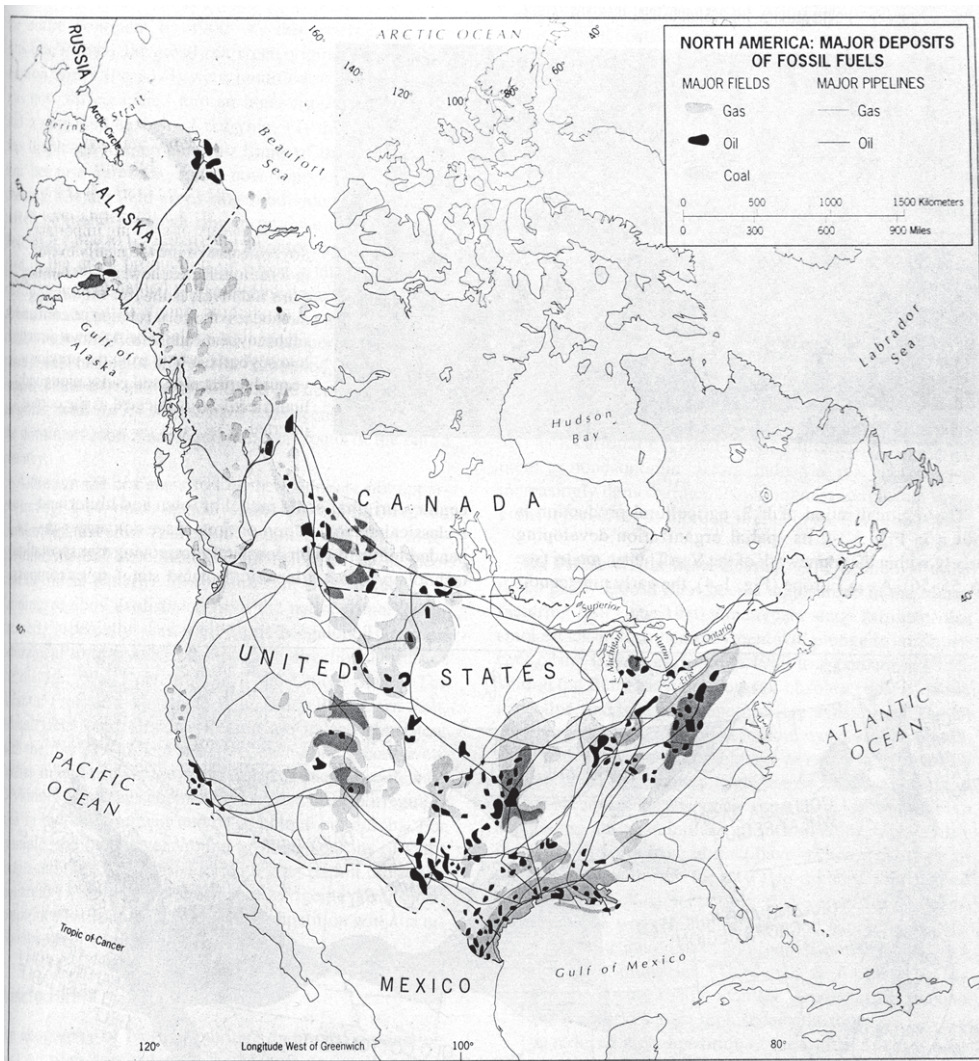 NORTH AMERICA: MAJOR DEPOSITS
OF FOSSIL FUELS
MAJOR FIELDS MAJOR PIPELINES
Gas Gas
Oil Oil
Coal
0 500 1000 1500 Kilometers
0 300 600 900 Miles
ARCTIC OCEAN
160°
40°
140°
60°
120°
100°
80°
RUSSIA
Bering Strait
Arctic Circle
Beaufort
Sea
ALASKA
Gulf of
Alaska
Labrador
Sea
Hudson
Bay
CANADA
Superior
L. Michigan
Huron
Erie
L. Ontario
UNITED STATES
PACIFIC
OCEAN
ATLANTIC
OCEAN
Tropic of Cancer
MEXICO
Gulf of Mexico
120°
Longitude West of Greenwich
100°
80°